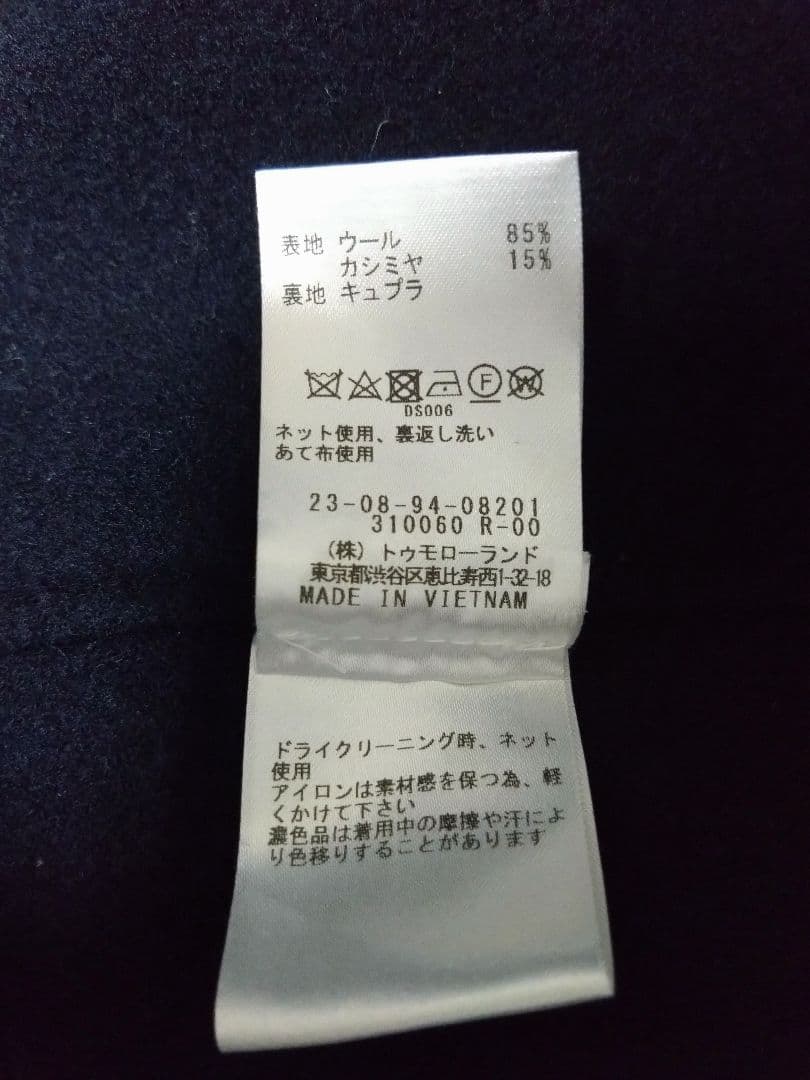 表地 ウール 85%
カシミヤ 15%
裏地 キュプラ
F W
DS006
ネット使用、裏返し洗い
あて布使用
23-08-94-08201
310060 R-00
(株) トゥモローランド
東京都渋谷区恵比寿西1-32-18
MADE IN VIETNAM
ドライクリーニング時、ネット
使用
アイロンは素材感を保つ為、軽
くかけて下さい
濃色品は着用中の摩擦や汗によ
り色移りすることがあります